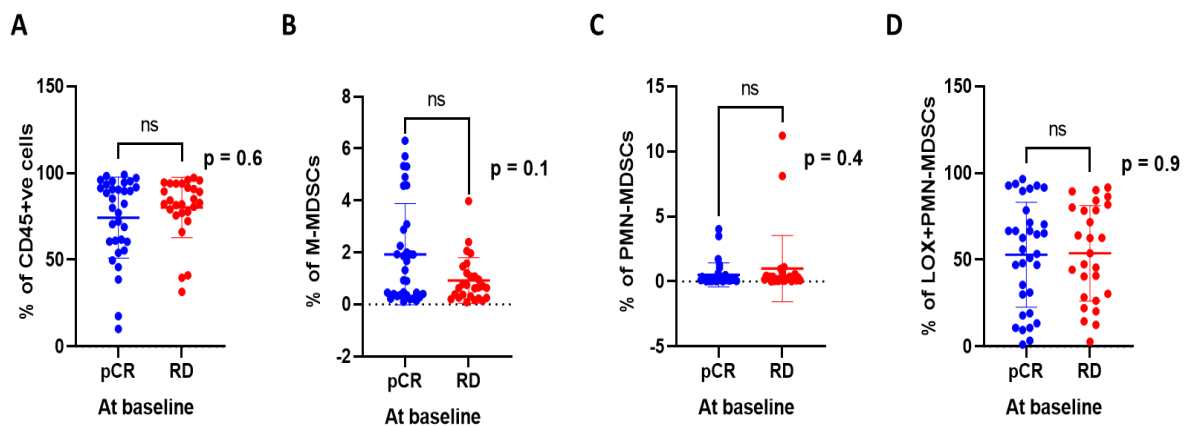 A
% of CD45+ve cells
150
100
50
0
ns
p = 0.6
pCR
RD
At baseline
B
% of M-MDSCs
8
6
4
2
0
-2
ns
p = 0.1
pCR
RD
At baseline
C
% of PMN-MDSCs
15
10
5
0
-5
ns
p = 0.4
pCR
RD
At baseline
D
% of LOX+PMN-MDSCs
150
100
50
0
ns
p = 0.9
pCR
RD
At baseline